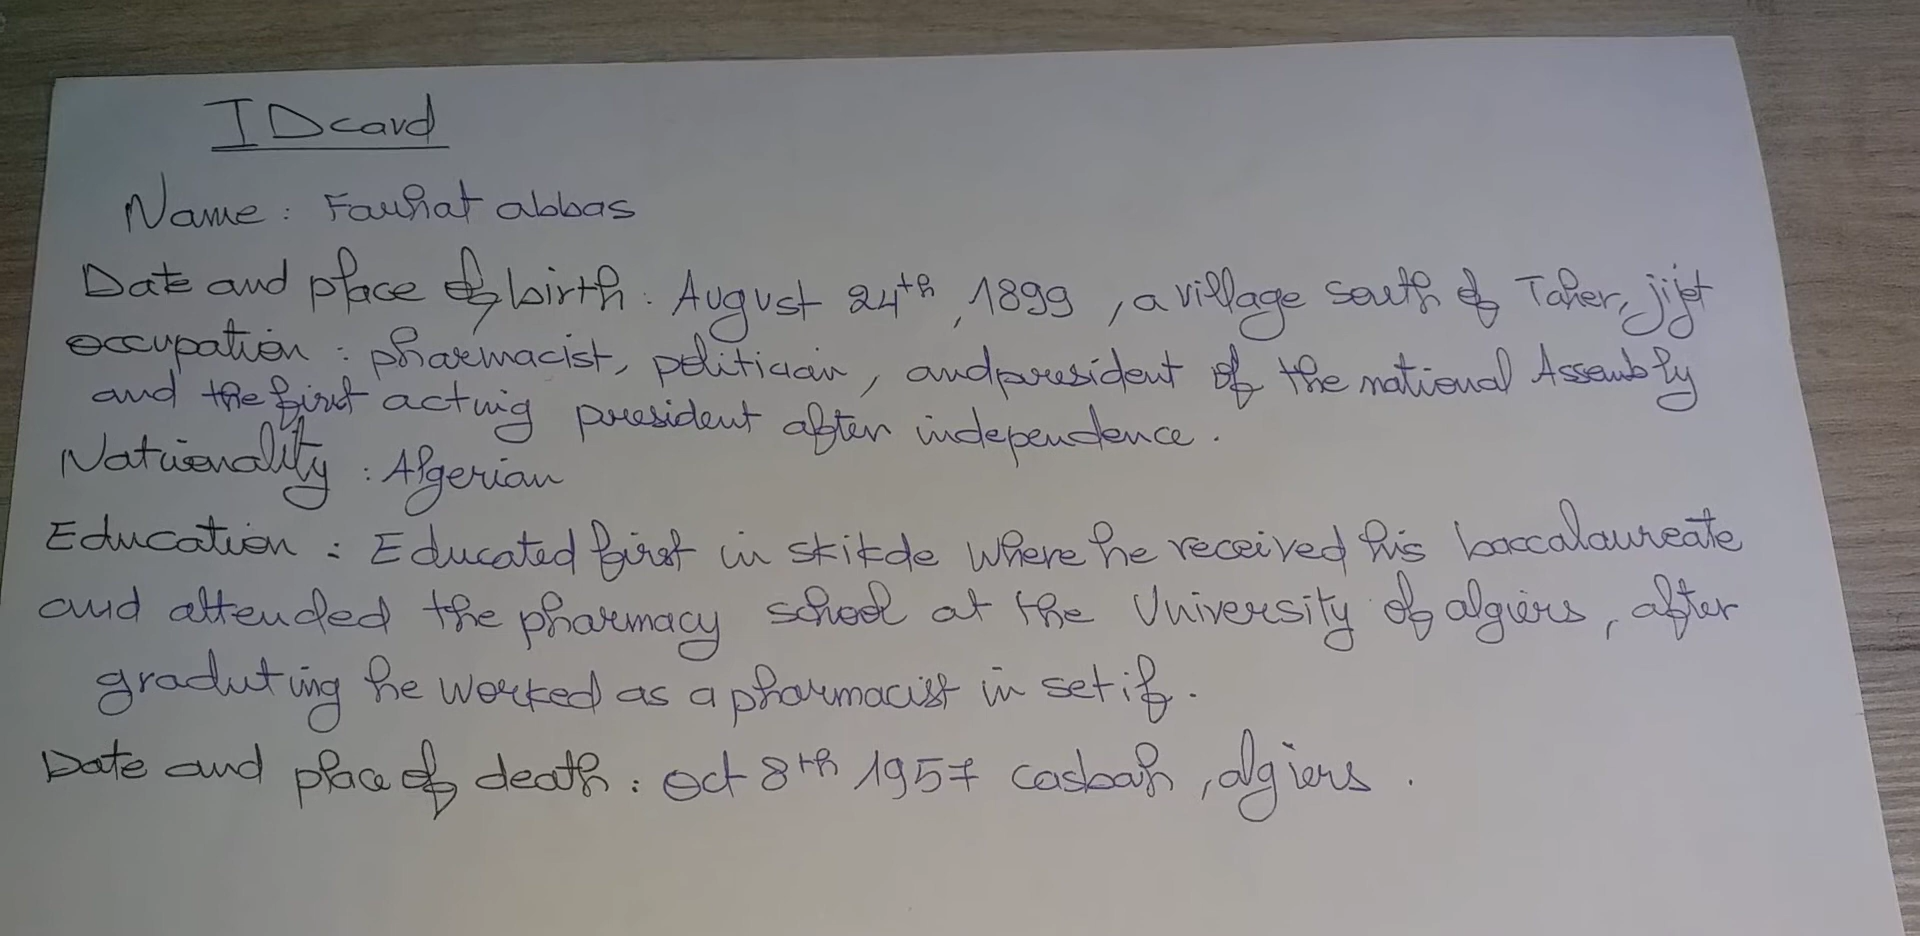 ID card
Name : Farhat abbas
Date and place of birth : August 24th, 1899 , a village south of Taher, jijel
occupation : pharmacist, politician, and president of the national Assembly
and the first acting president after independence.
Nationality : Algerian
Education : Educated first in skikde where he received his baccalaureate
and attended the pharmacy school at the University of algiers, after
graduting he worked as a pharmacist in setif.
Date and place of death : oct 8th 1957 casbah, algiers.